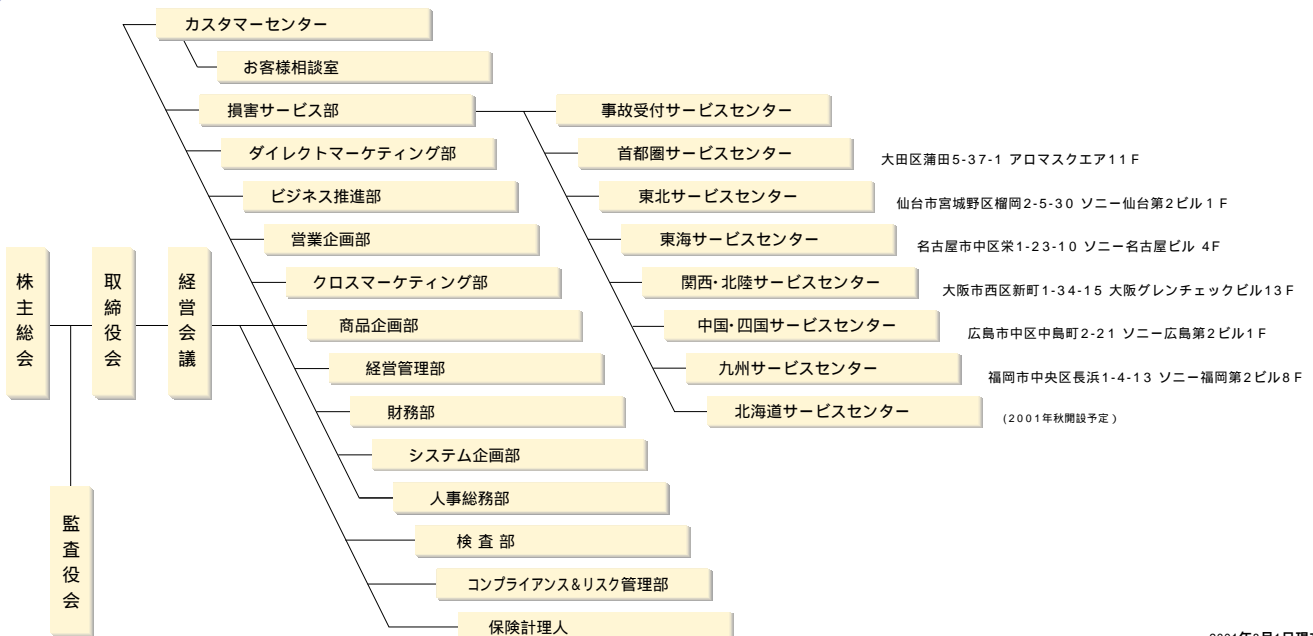 カスタマーセンター
お客様相談室
損害サービス部
事故受付サービスセンター
ダイレクトマーケティング部
首都圏サービスセンター
大田区蒲田5-37-1 アロマスクエア11F
ビジネス推進部
東北サービスセンター
仙台市宮城野区榴岡2-5-30 ソニー仙台第2ビル1F
営業企画部
東海サービスセンター
名古屋市中区栄1-23-10 ソニー名古屋ビル 4F
クロスマーケティング部
関西・北陸サービスセンター
大阪市西区新町1-34-15 大阪グレンチェックビル13F
株主総会
取締役会
経営会議
商品企画部
中国・四国サービスセンター
広島市中区中島町2-21 ソニー広島第2ビル1F
経営管理部
九州サービスセンター
福岡市中央区長浜1-4-13 ソニー福岡第2ビル8F
財務部
北海道サービスセンター
(2001年秋開設予定)
システム企画部
人事総務部
監査役会
検査部
コンプライアンス&リスク管理部
保険計理人